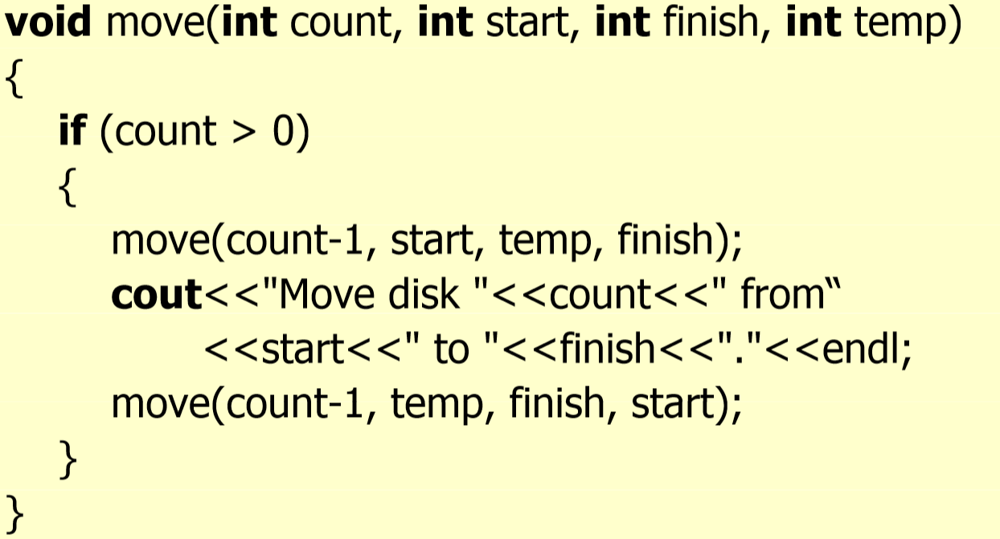 void move(int count, int start, int finish, int temp)
{
if (count > 0)
{
move(count-1, start, temp, finish);
cout<<"Move disk "<<count<<" from‟
<<start<<" to "<<finish<<"."<<endl;
move(count-1, temp, finish, start);
}
}